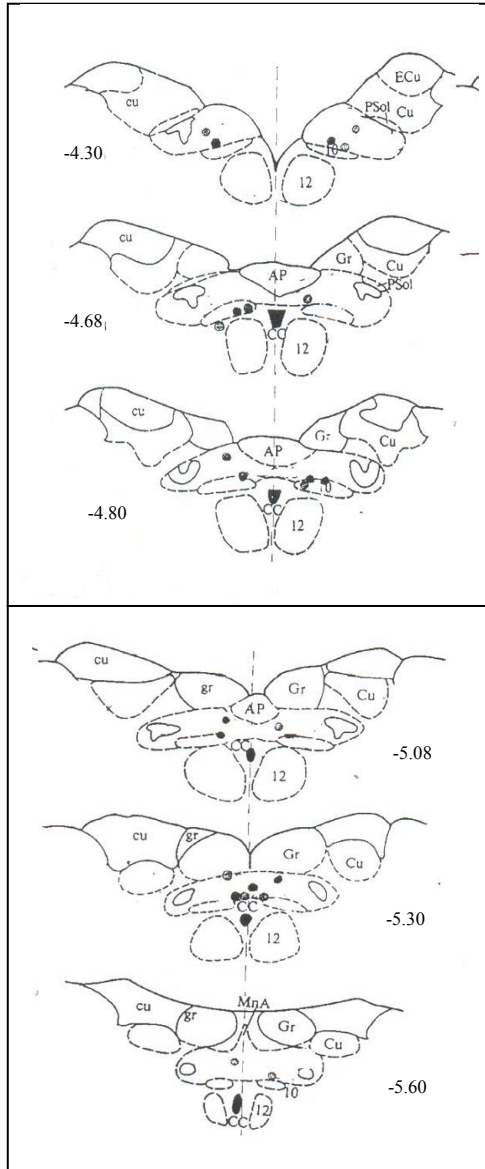 ECu
cu PSol Cu
-4.30 10
12
cu Gr Cu
AP
PSol
-4.68
CC 12
cu Gr Cu
AP
10
-4.80 CC 12
cu gr Gr Cu
AP
CC -5.08
12
cu gr Gr Cu
CC -5.30
12
MnA
cu gr Gr Cu
-5.60
10
12
CC